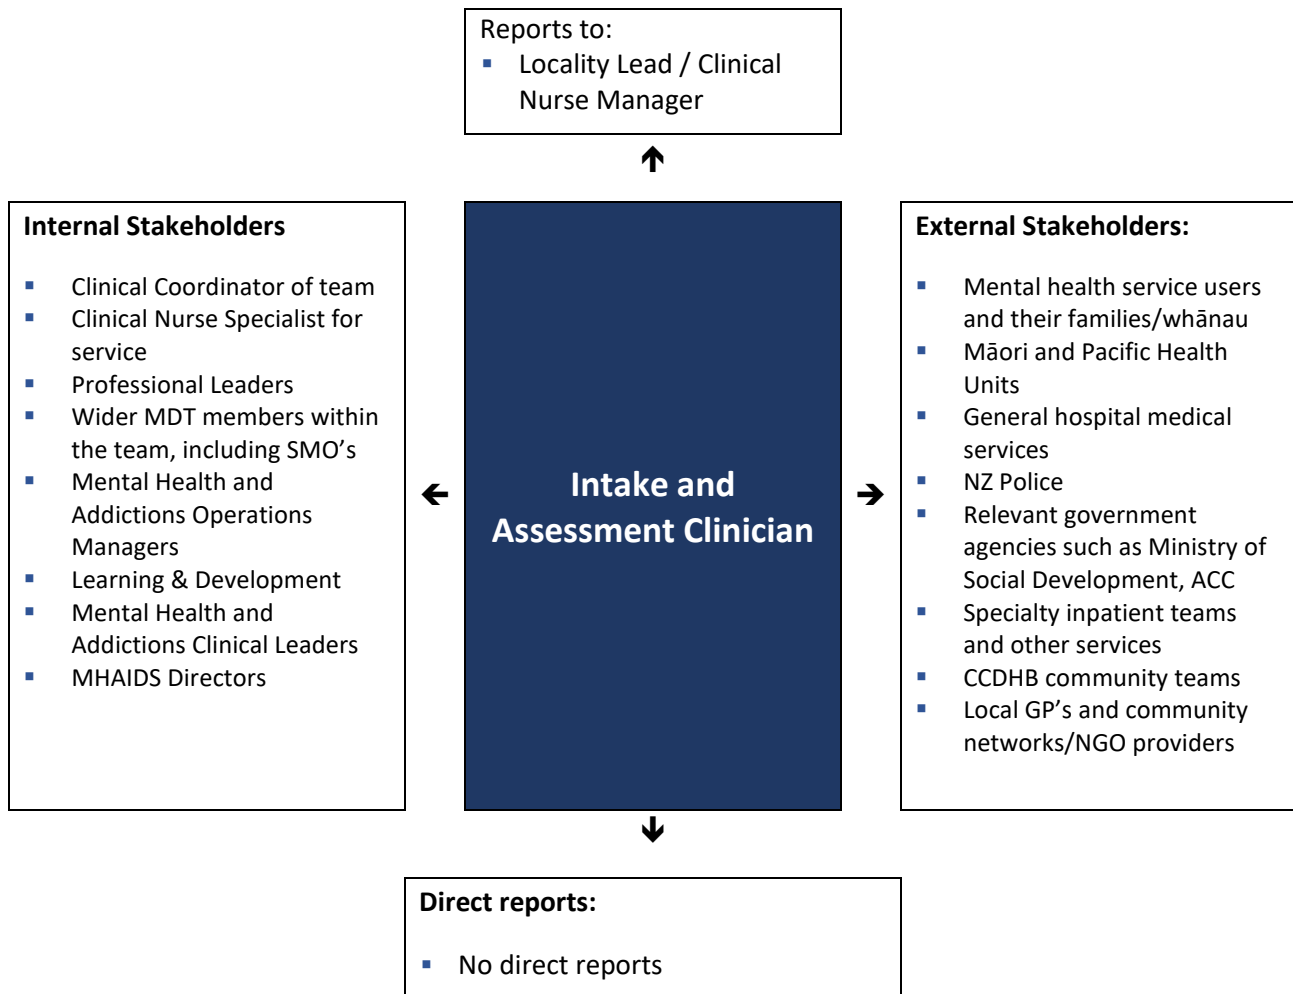 Reports to:
▪ Locality Lead / Clinical
Nurse Manager
Internal Stakeholders
▪ Clinical Coordinator of team
▪ Clinical Nurse Specialist for
service
▪ Professional Leaders
▪ Wider MDT members within
the team, including SMO's
▪ Mental Health and
Addictions Operations
Managers
▪ Learning & Development
▪ Mental Health and
Addictions Clinical Leaders
▪ MHAIDS Directors
Intake and
Assessment Clinician
External Stakeholders:
▪ Mental health service users
and their families/whānau
▪ Māori and Pacific Health
Units
▪ General hospital medical
services
▪ NZ Police
▪ Relevant government
agencies such as Ministry of
Social Development, ACC
▪ Specialty inpatient teams
and other services
▪ CCDHB community teams
▪ Local GP's and community
networks/NGO providers
Direct reports:
▪ No direct reports